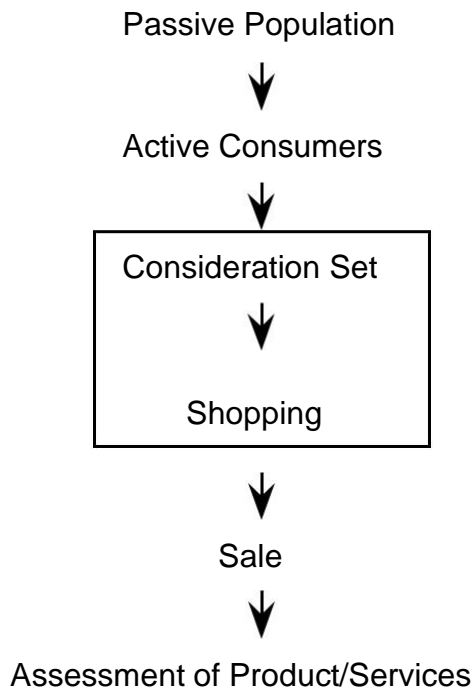 Passive Population
Active Consumers
Consideration Set
Shopping
Sale
Assessment of Product/Services